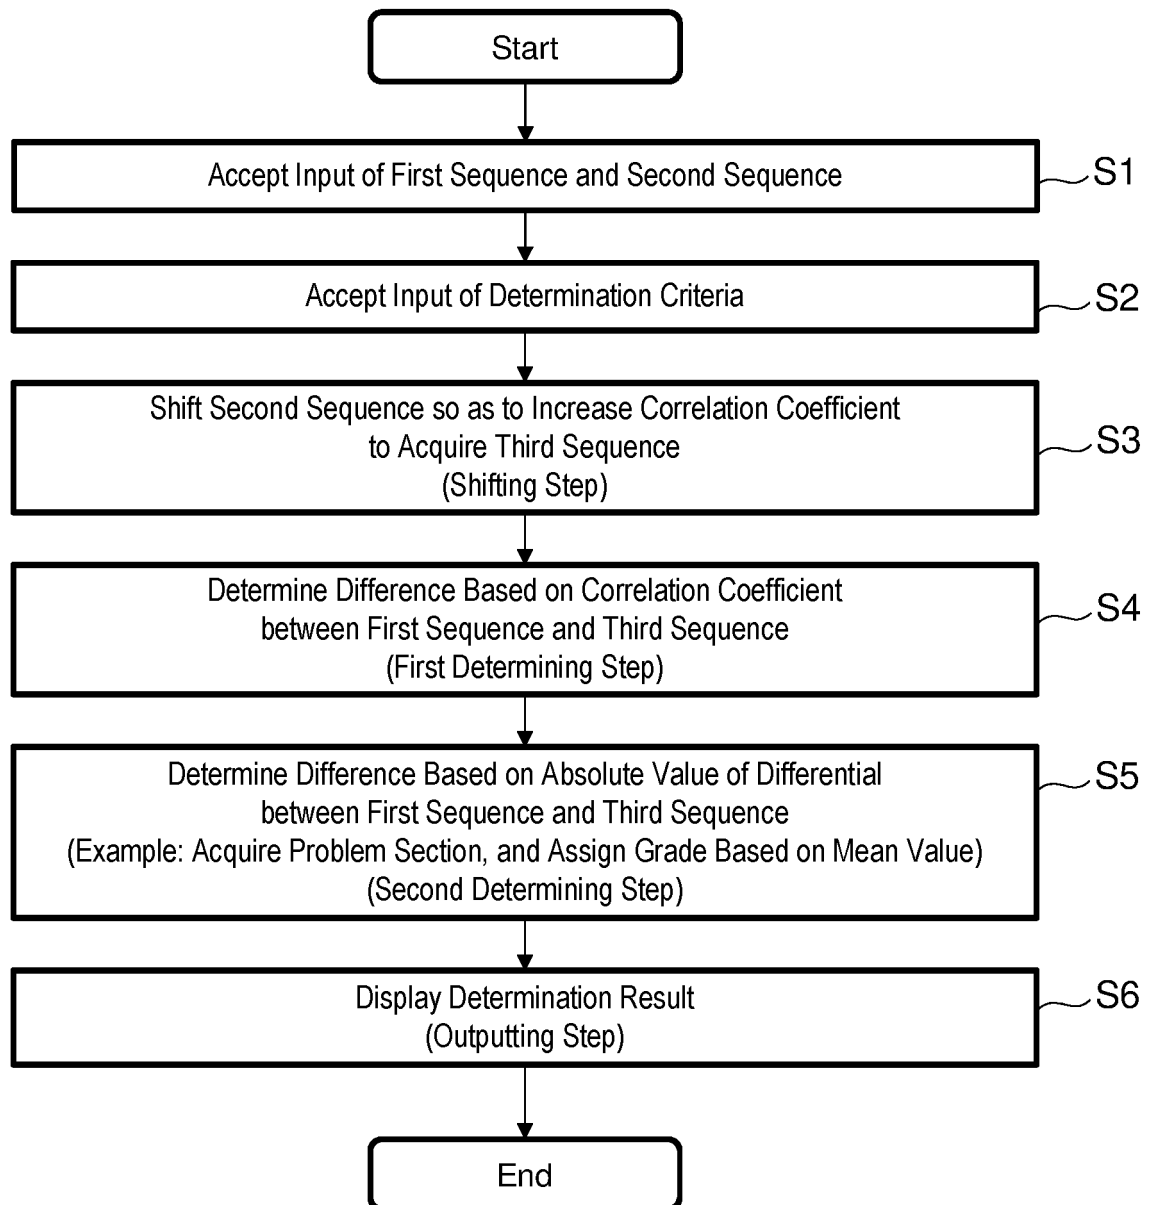 Start
Accept Input of First Sequence and Second Sequence
S1
Accept Input of Determination Criteria
S2
Shift Second Sequence so as to Increase Correlation Coefficient
to Acquire Third Sequence
(Shifting Step)
S3
Determine Difference Based on Correlation Coefficient
between First Sequence and Third Sequence
(First Determining Step)
S4
Determine Difference Based on Absolute Value of Differential
between First Sequence and Third Sequence
(Example: Acquire Problem Section, and Assign Grade Based on Mean Value)
(Second Determining Step)
S5
Display Determination Result
(Outputting Step)
S6
End